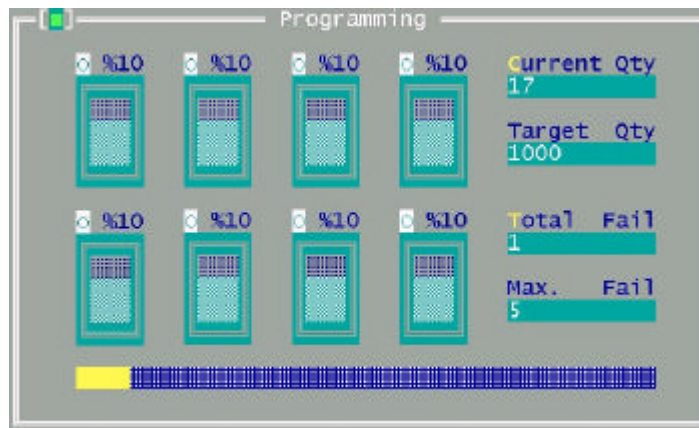 Programming
%10 %10 %10 %10
Current Qty
17
Target Qty
1000
%10 %10 %10 %10
Total Fail
1
Max. Fail
5